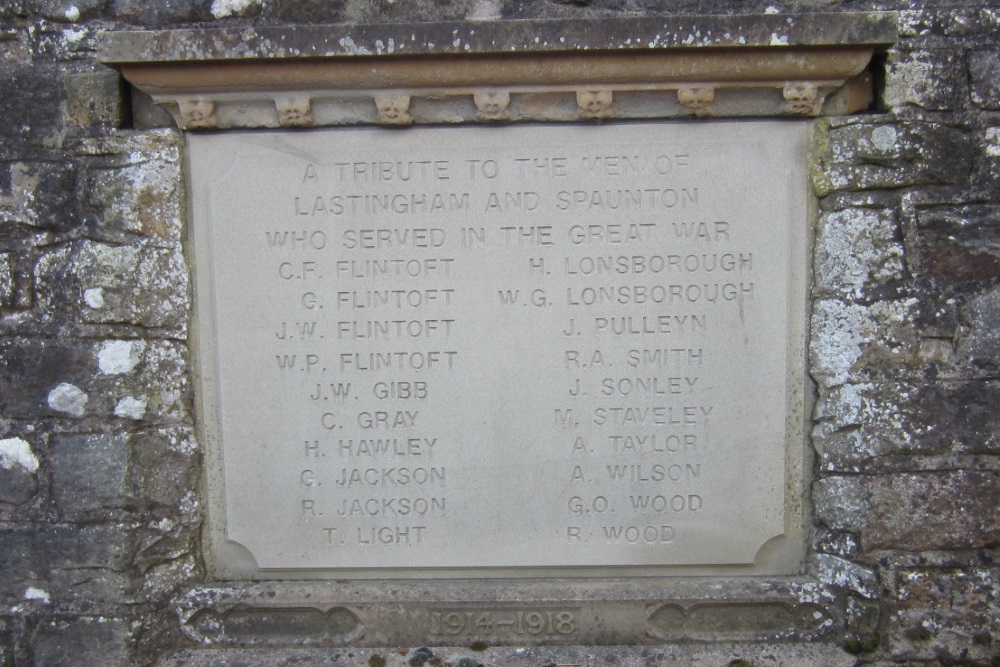 A TRIBUTE TO THE MEN OF
LASTINGHAM AND SPAUNTON
WHO SERVED IN THE GREAT WAR
C.F. FLINTOFT H. LONSBOROUGH
G. FLINTOFT W.G. LONSBOROUGH
J.W. FLINTOFT J. PULLEYN
W.P. FLINTOFT R.A. SMITH
J.W. GIBB J. SONLEY
C. GRAY M. STAVELEY
H. HAWLEY A. TAYLOR
G. JACKSON A. WILSON
R. JACKSON G.O. WOOD
T. LIGHT R. WOOD
1914-1918